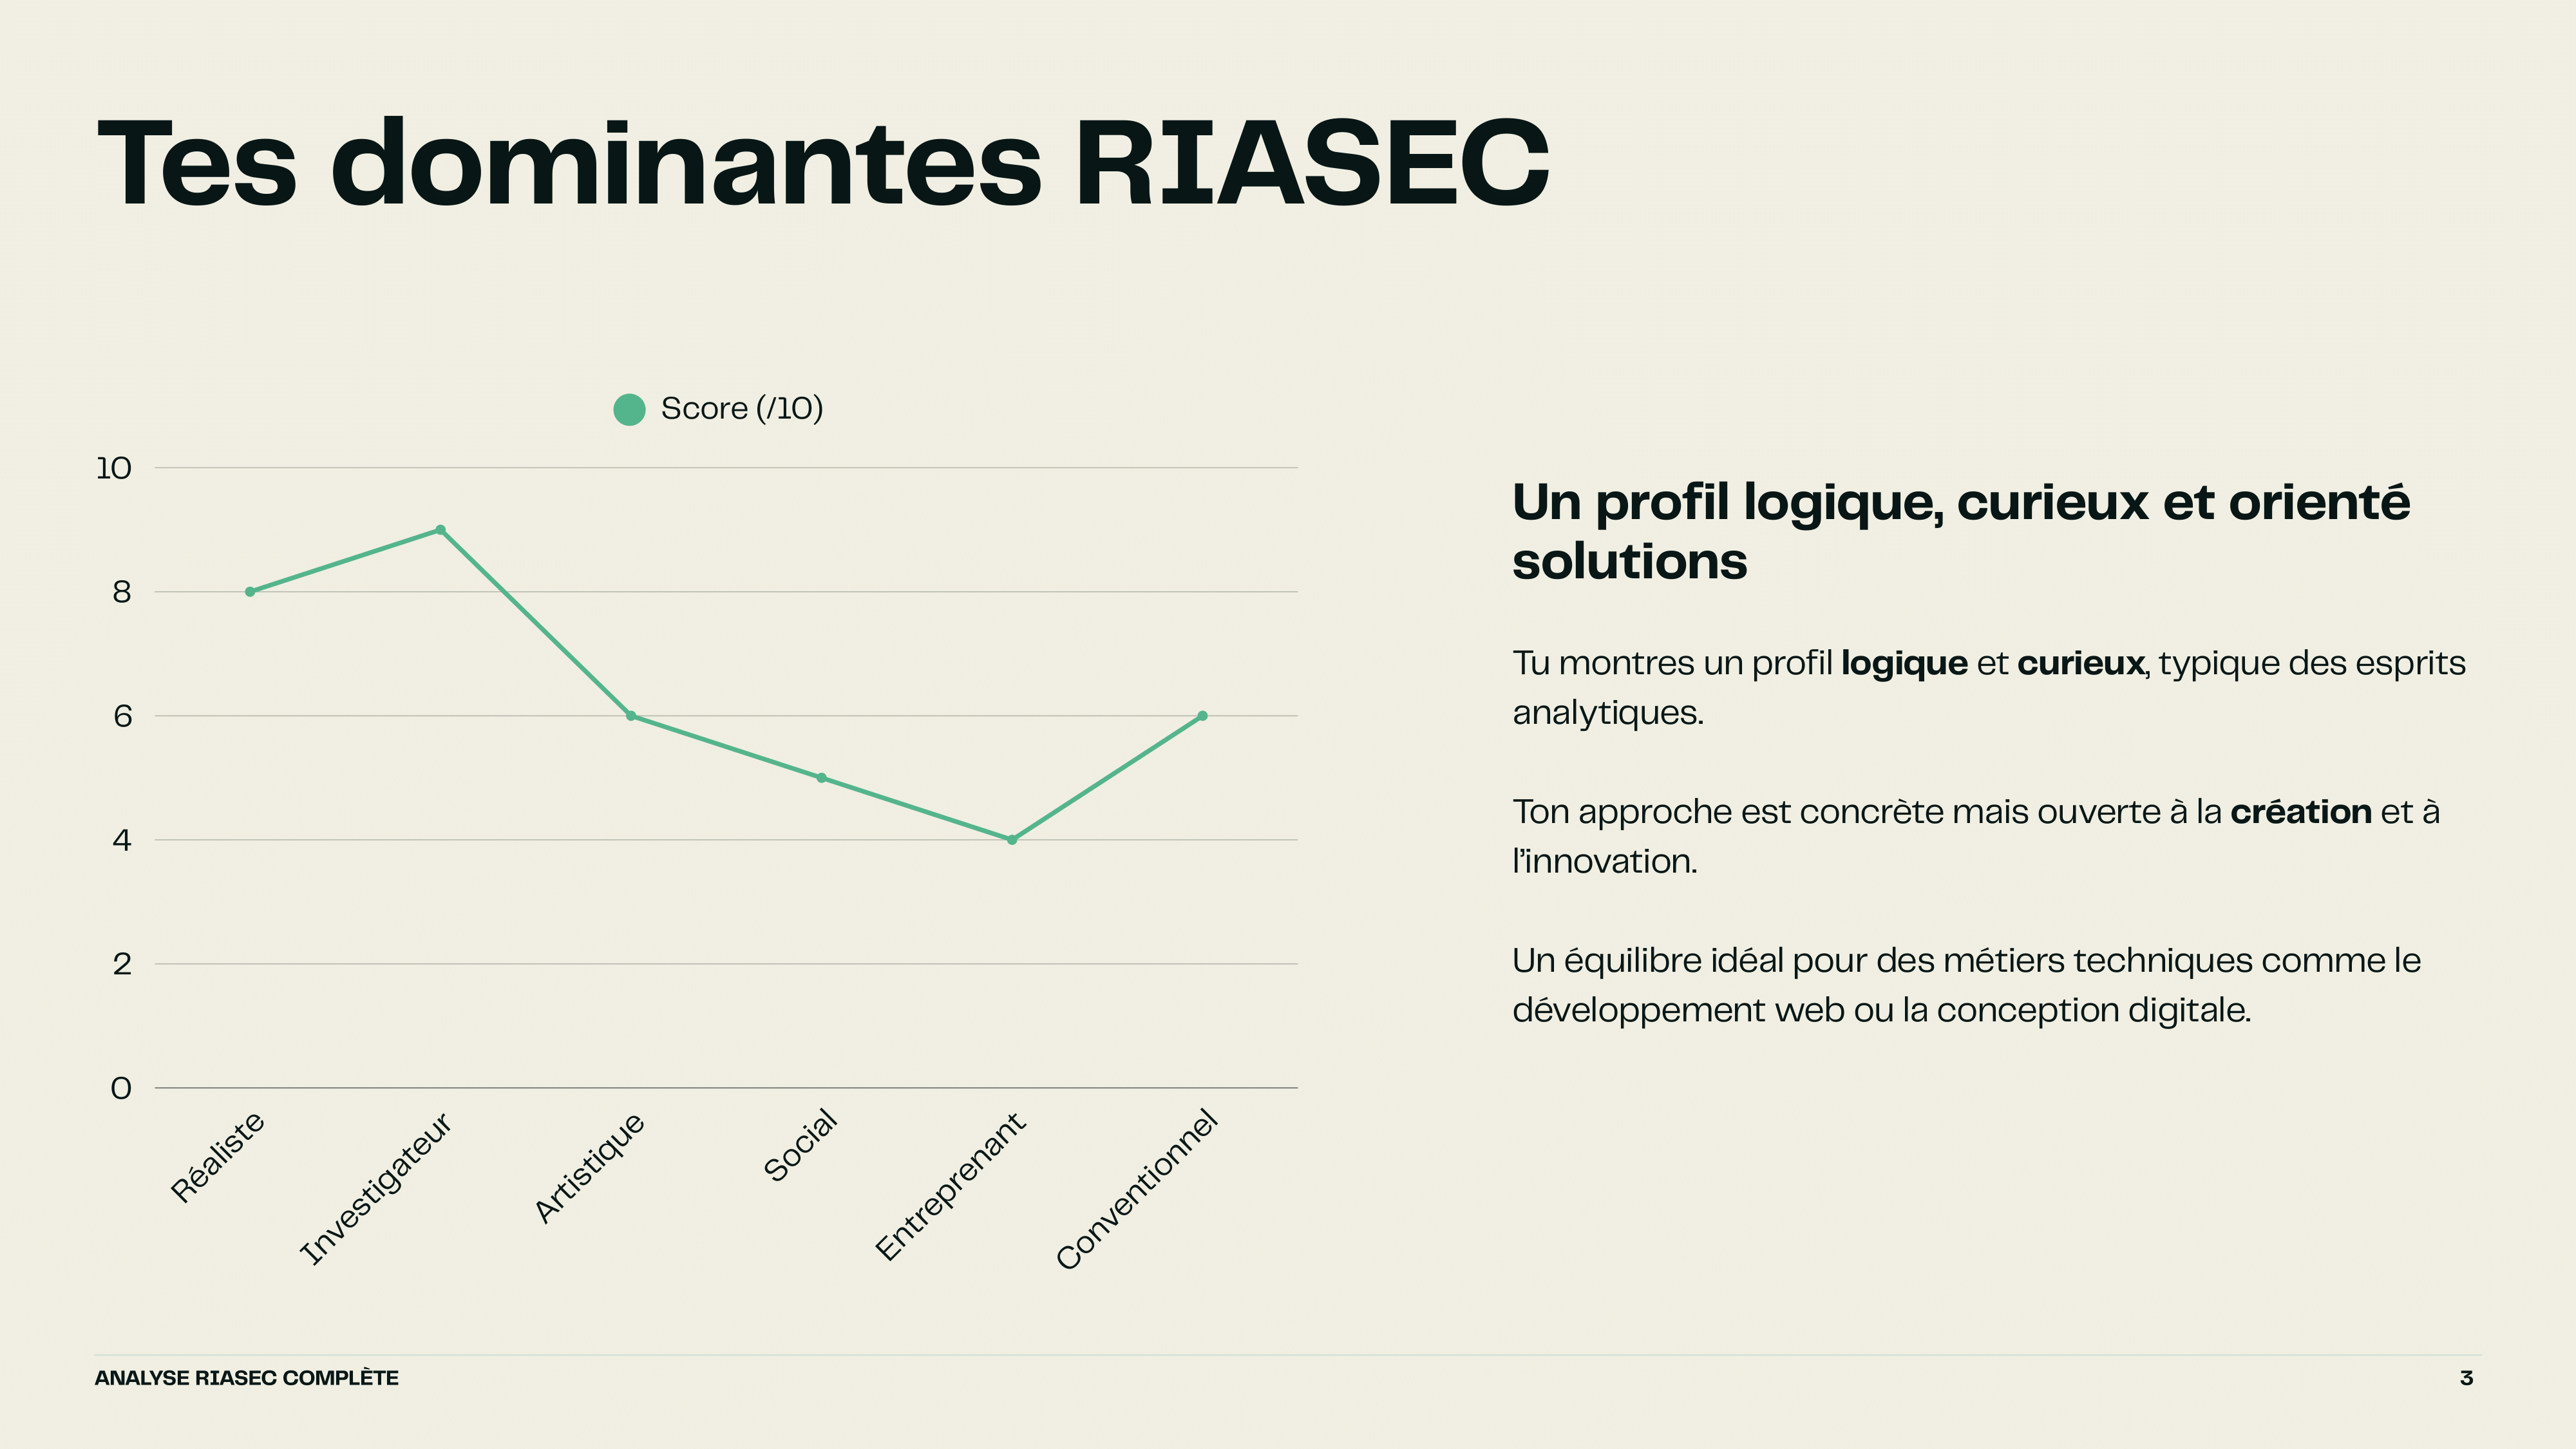 Tes dominantes RIASEC
Score (/10)
10
8
6
4
2
0
Réaliste
Investigateur
Artistique
Social
Entreprenant
Conventionnel
Un profil logique, curieux et orienté
solutions
Tu montres un profil logique et curieux, typique des esprits
analytiques.
Ton approche est concrète mais ouverte à la création et à
l’innovation.
Un équilibre idéal pour des métiers techniques comme le
développement web ou la conception digitale.
ANALYSE RIASEC COMPLÈTE
3